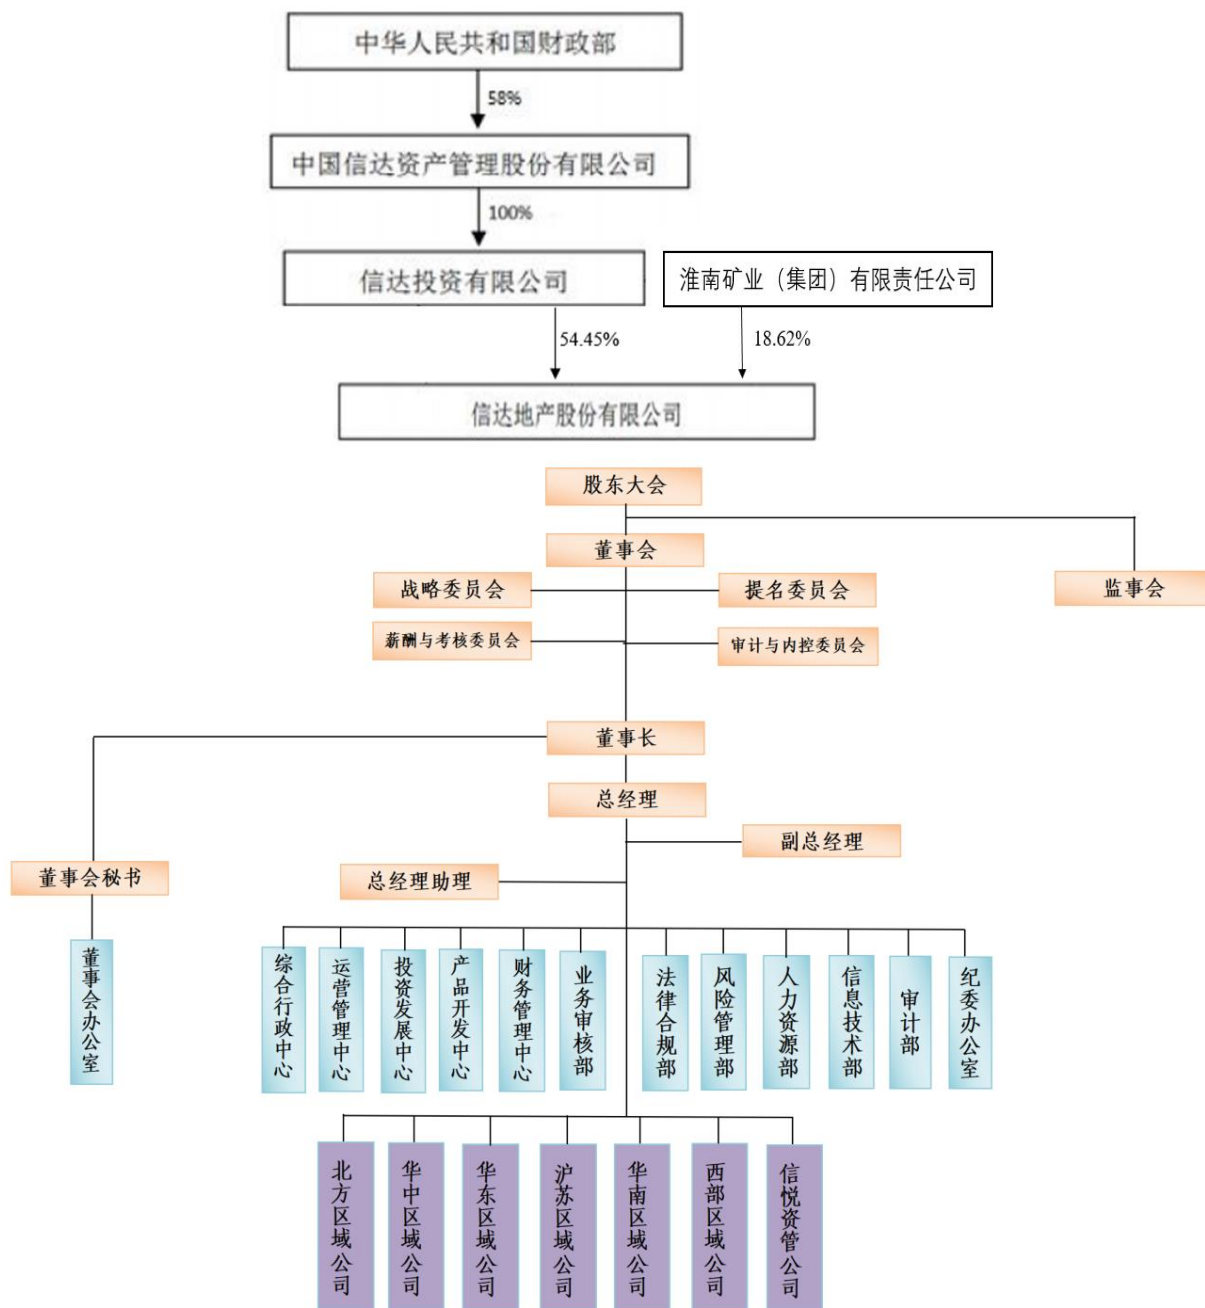 中华人民共和国财政部
58%
中国信达资产管理股份有限公司
100%
信达投资有限公司
淮南矿业（集团）有限责任公司
54.45%
18.62%
信达地产股份有限公司
股东大会
董事会
监事会
战略委员会
提名委员会
薪酬与考核委员会
审计与内控委员会
董事长
总经理
副总经理
董事会秘书
总经理助理
董事会办公室
综合行政中心
运营管理中心
投资发展中心
产品开发中心
财务管理中心
业务审核部
法律合规部
风险管理部
人力资源部
信息技术部
审计部
纪委办公室
北方区域公司
华中区域公司
华东区域公司
沪苏区域公司
华南区域公司
西部区域公司
信悦资管公司